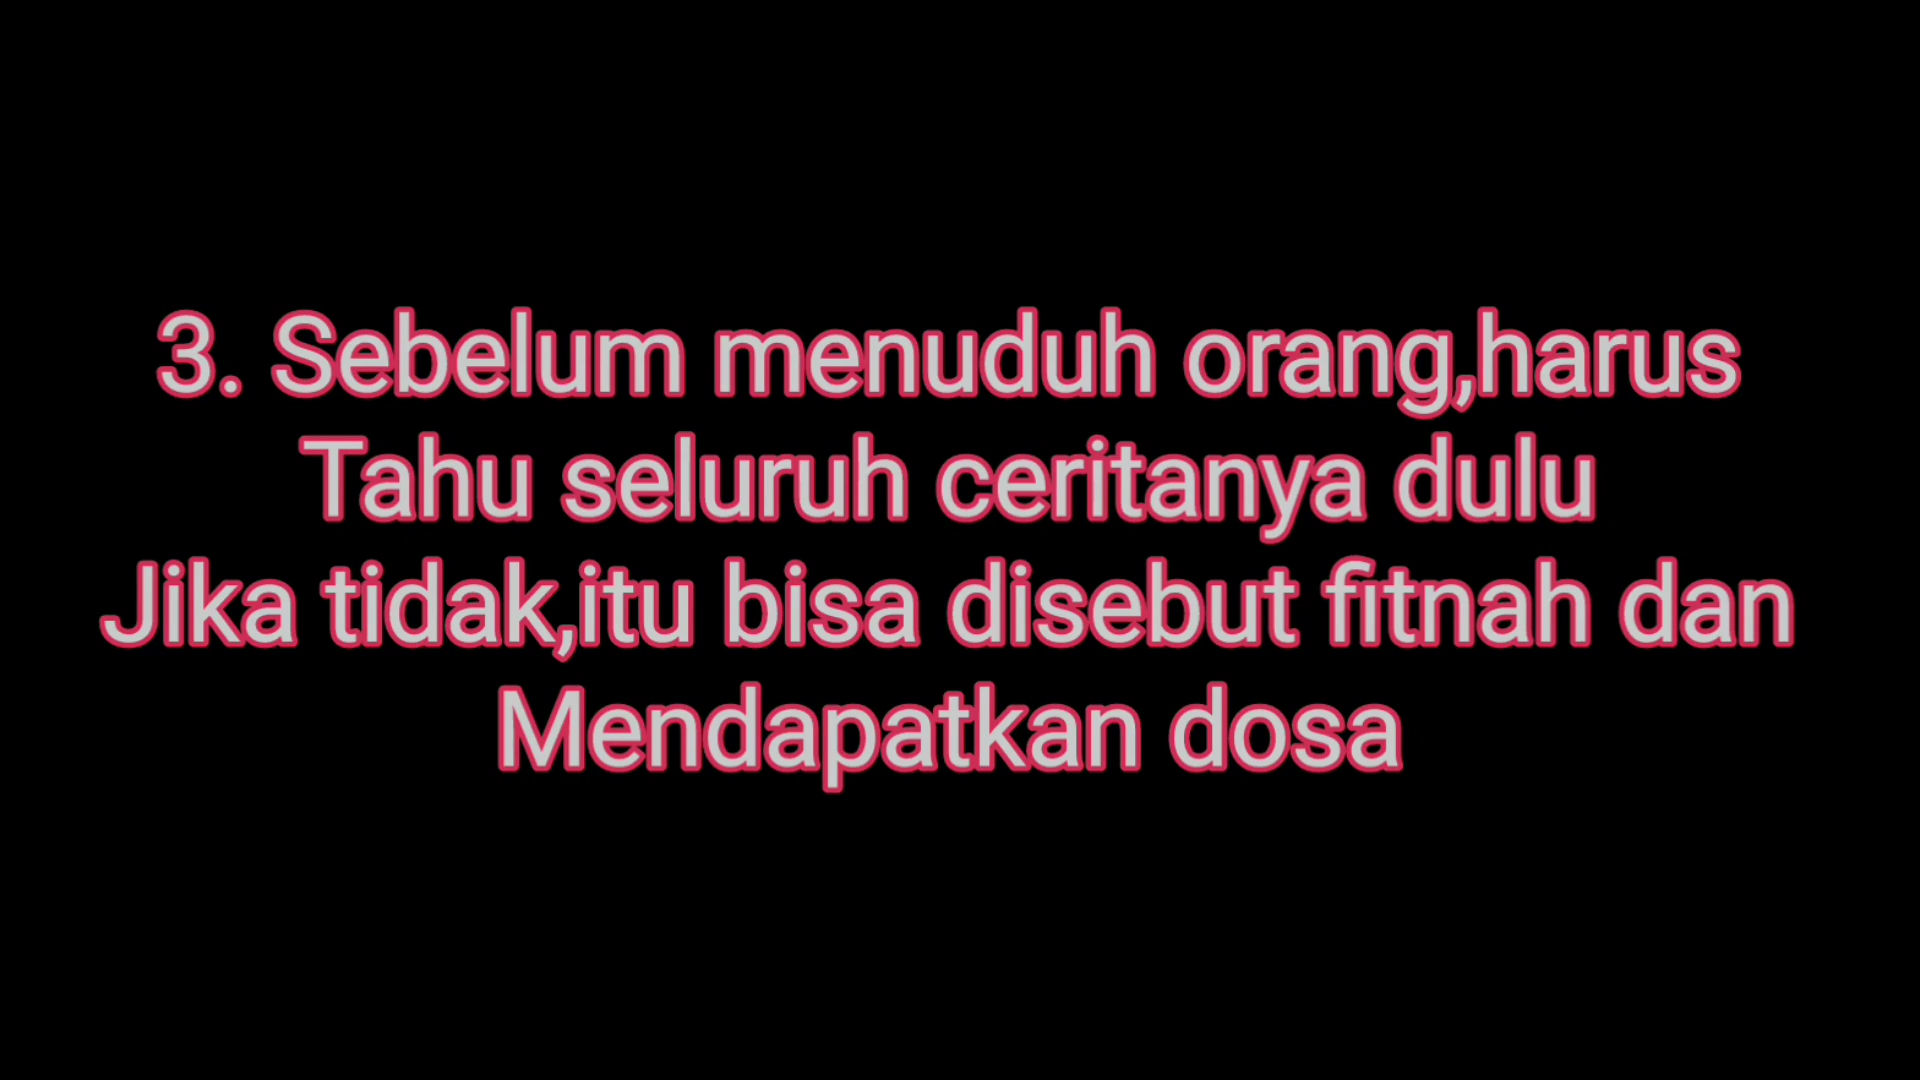 3. Sebelum menuduh orang,harus
Tahu seluruh ceritanya dulu
Jika tidak,itu bisa disebut fitnah dan
Mendapatkan dosa